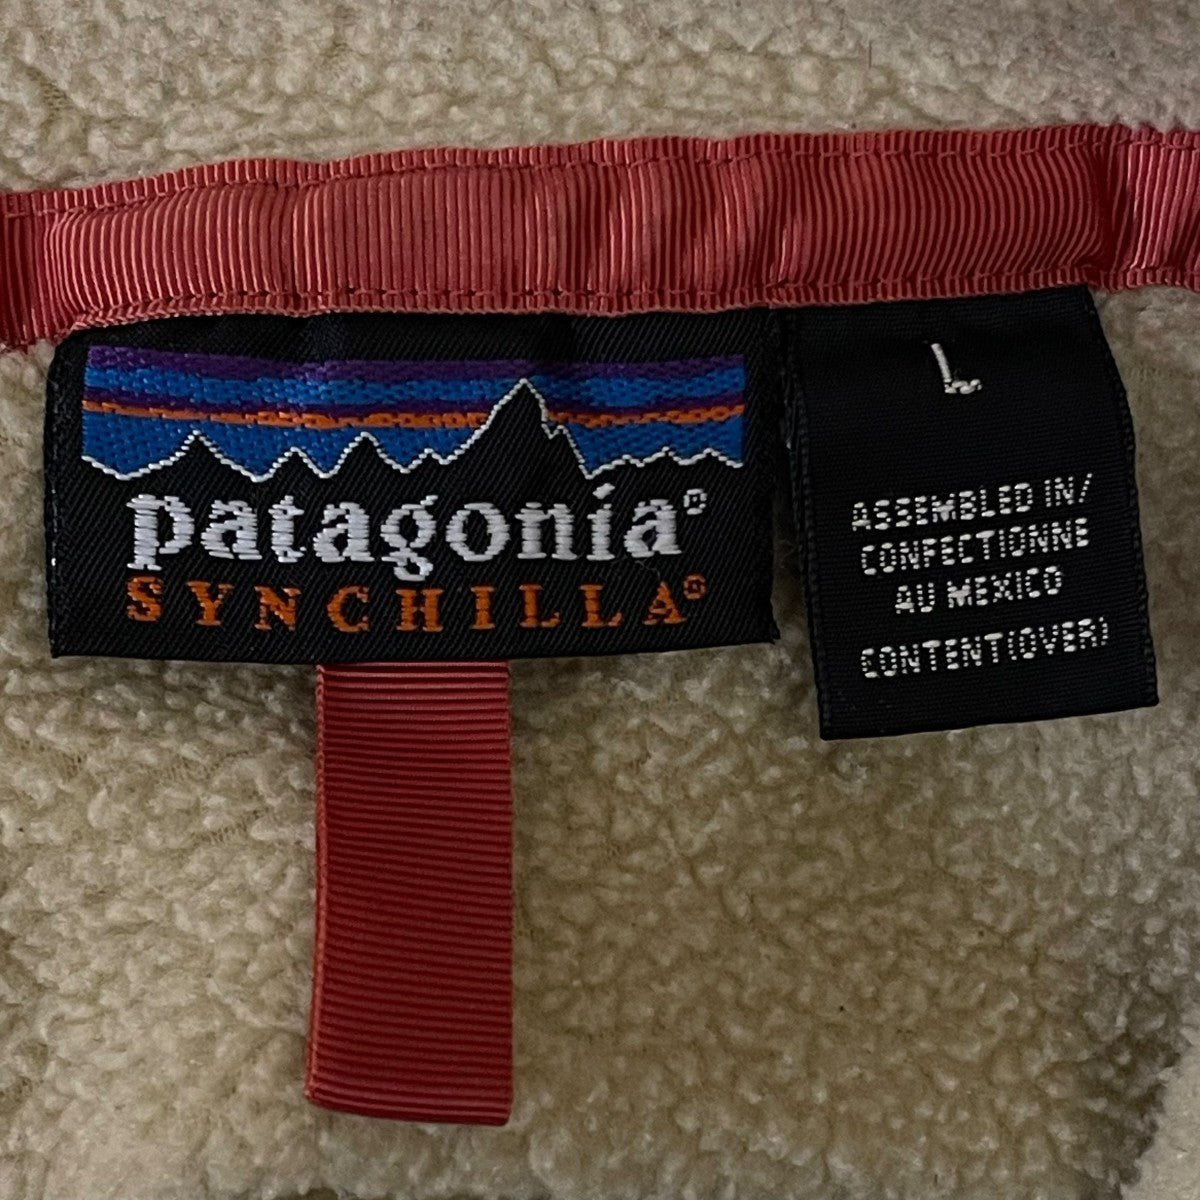 patagonia®
SYNCHILLA®
L
ASSEMBLED IN/
CONFECTIONNE
AU MEXICO
CONTENT(OVER)